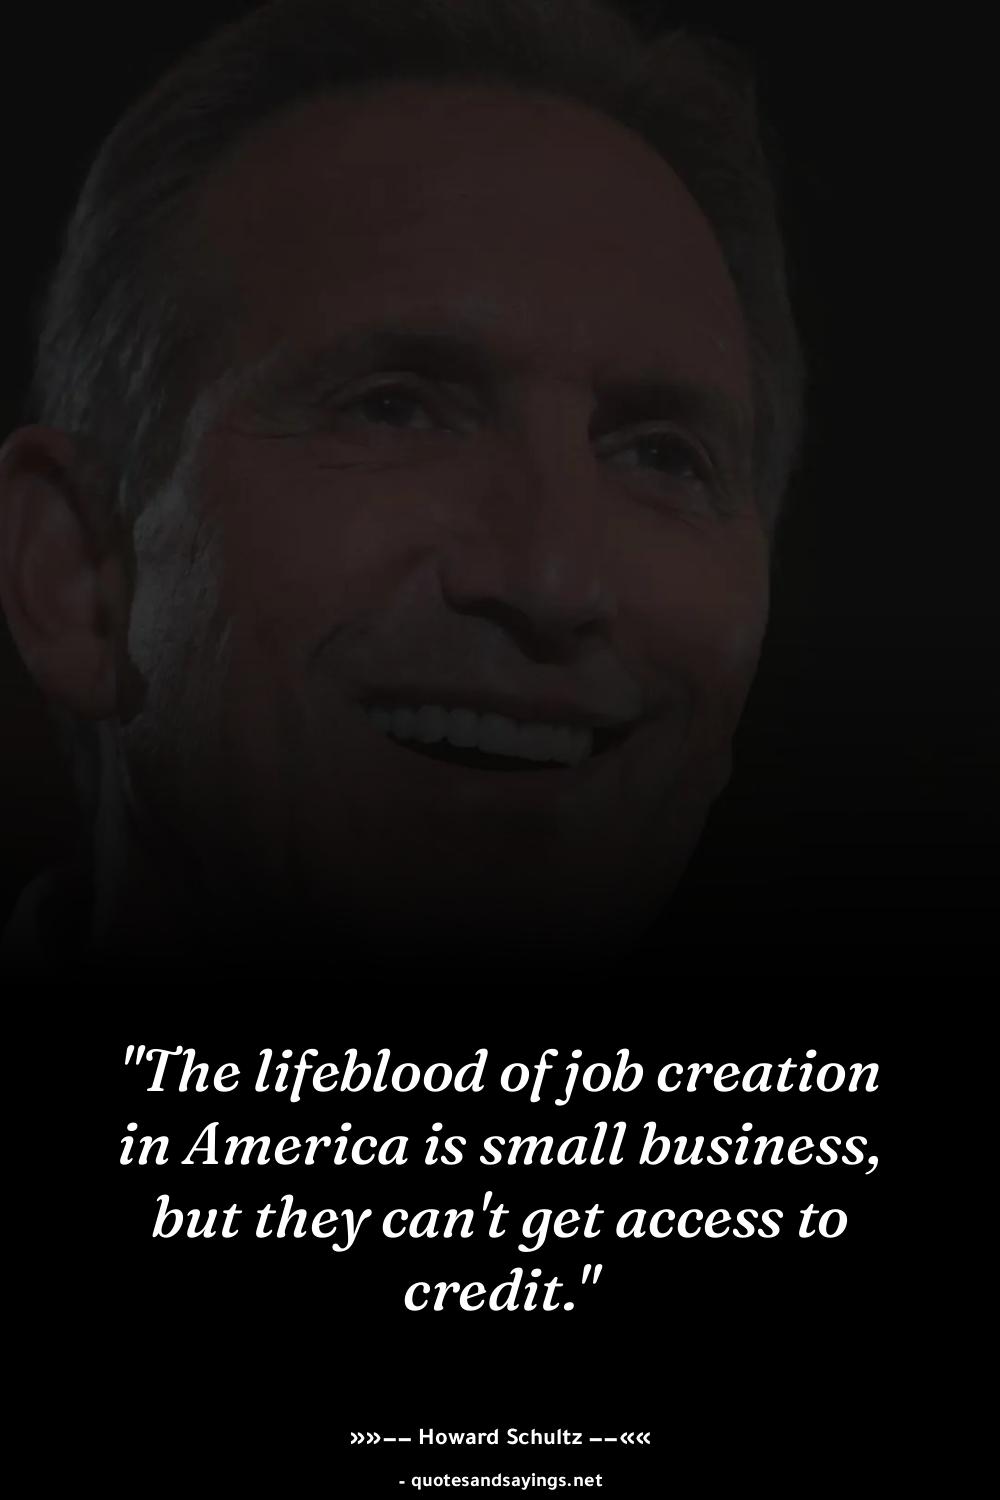 "The lifeblood of job creation
in America is small business,
but they can't get access to
credit."
»»−− Howard Schultz −−««
- quotesandsayings.net